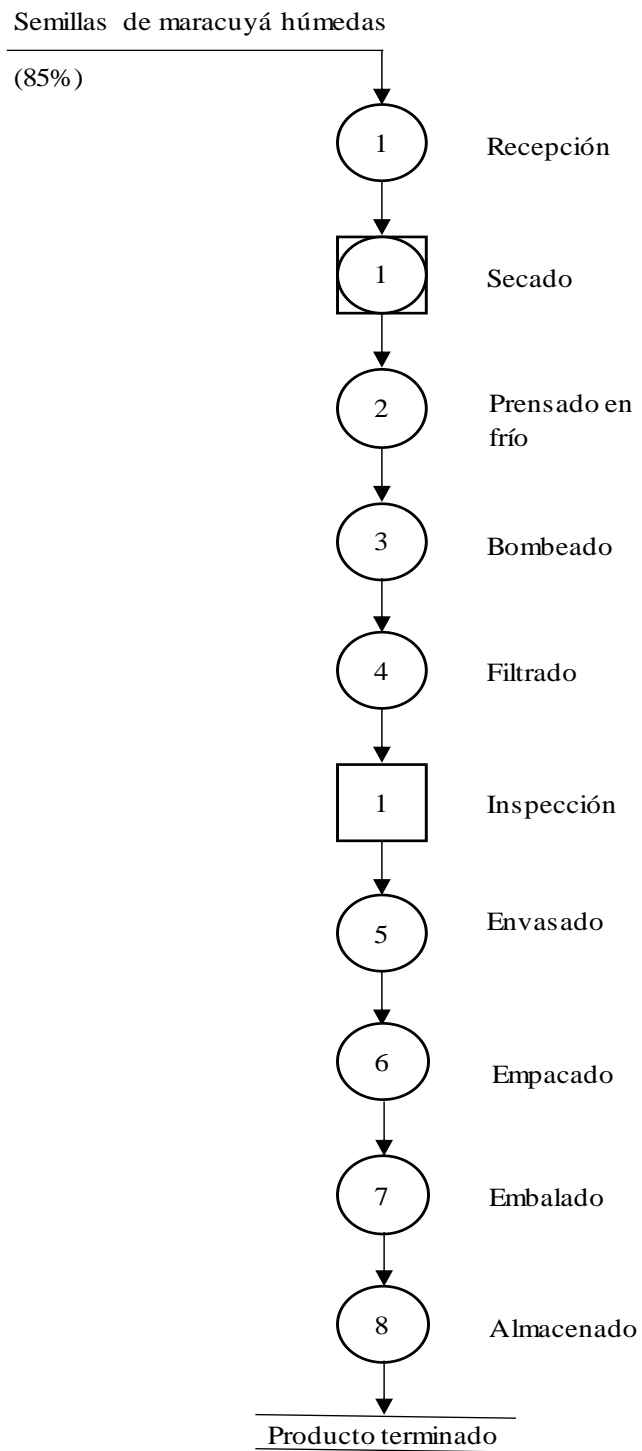 Semillas de maracuyá húmedas
(85%)
1
Recepción
1
Secado
2
Prensado en
frío
3
Bombeado
4
Filtrado
1
Inspección
5
Envasado
6
Empacado
7
Embalado
8
Almacenado
Producto terminado